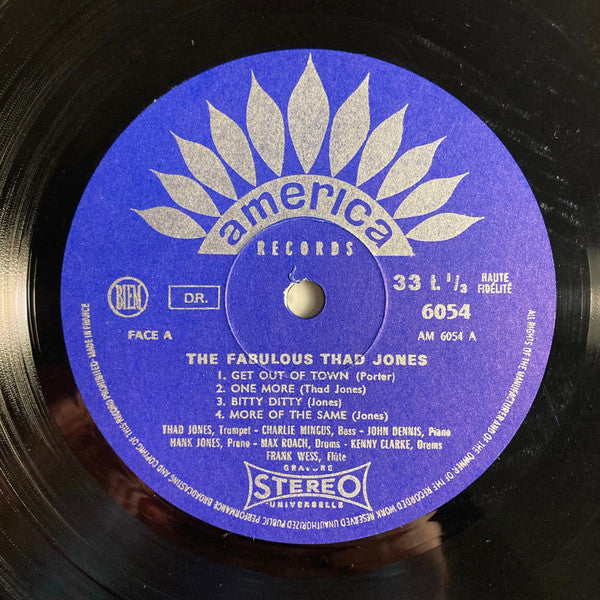 america
RECORDS
33 t. 1/3
HAUTE
FIDÉLITÉ
BIEM
D.R.
6054
FACE A
AM 6054 A
THE FABULOUS THAD JONES
1. GET OUT OF TOWN (Porter)
2. ONE MORE (Thad Jones)
3. BITTY DITTY (Jones)
4. MORE OF THE SAME (Jones)
THAD JONES, Trumpet - CHARLIE MINGUS, Bass - JOHN DENNIS, Piano
HANK JONES, Prano - MAX ROACH, Drums - KENNY CLARKE, Drums
FRANK WESS, Flûte
GRAVURE
STEREO
UNIVERSELLE
ALL RIGHTS OF THE MANUFACTURER AND OF THE OWNER OF THE RECORDED WORK RESERVED UNAUTHORIZED PUBLIC PERFORMANCE BROADCASTING AND COPYING OF THIS RECORD PROHIBITED - MADE IN FRANCE